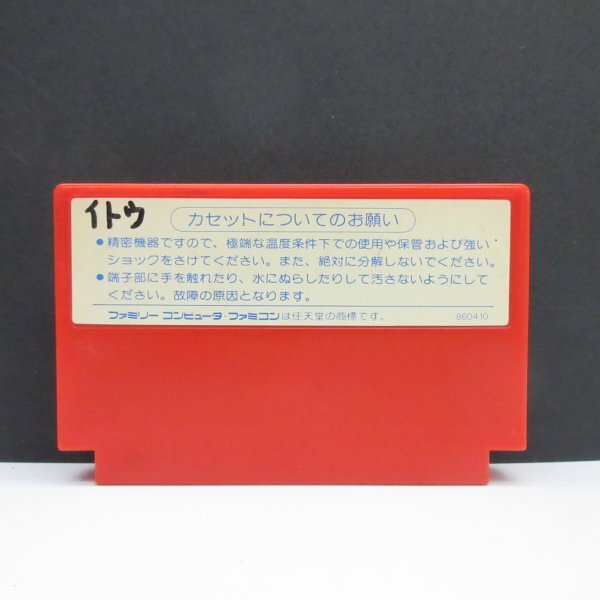 イトウ
カセットについてのお願い
●精密機器ですので、極端な温度条件下での使用や保管および強い
ショックをさけてください。また、絶対に分解しないでください。
●端子部に手を触れたり、水にぬらしたりして汚さないようにして
ください。故障の原因となります。
ファミリー コンピュータ・ファミコンは任天堂の商標です。 860410